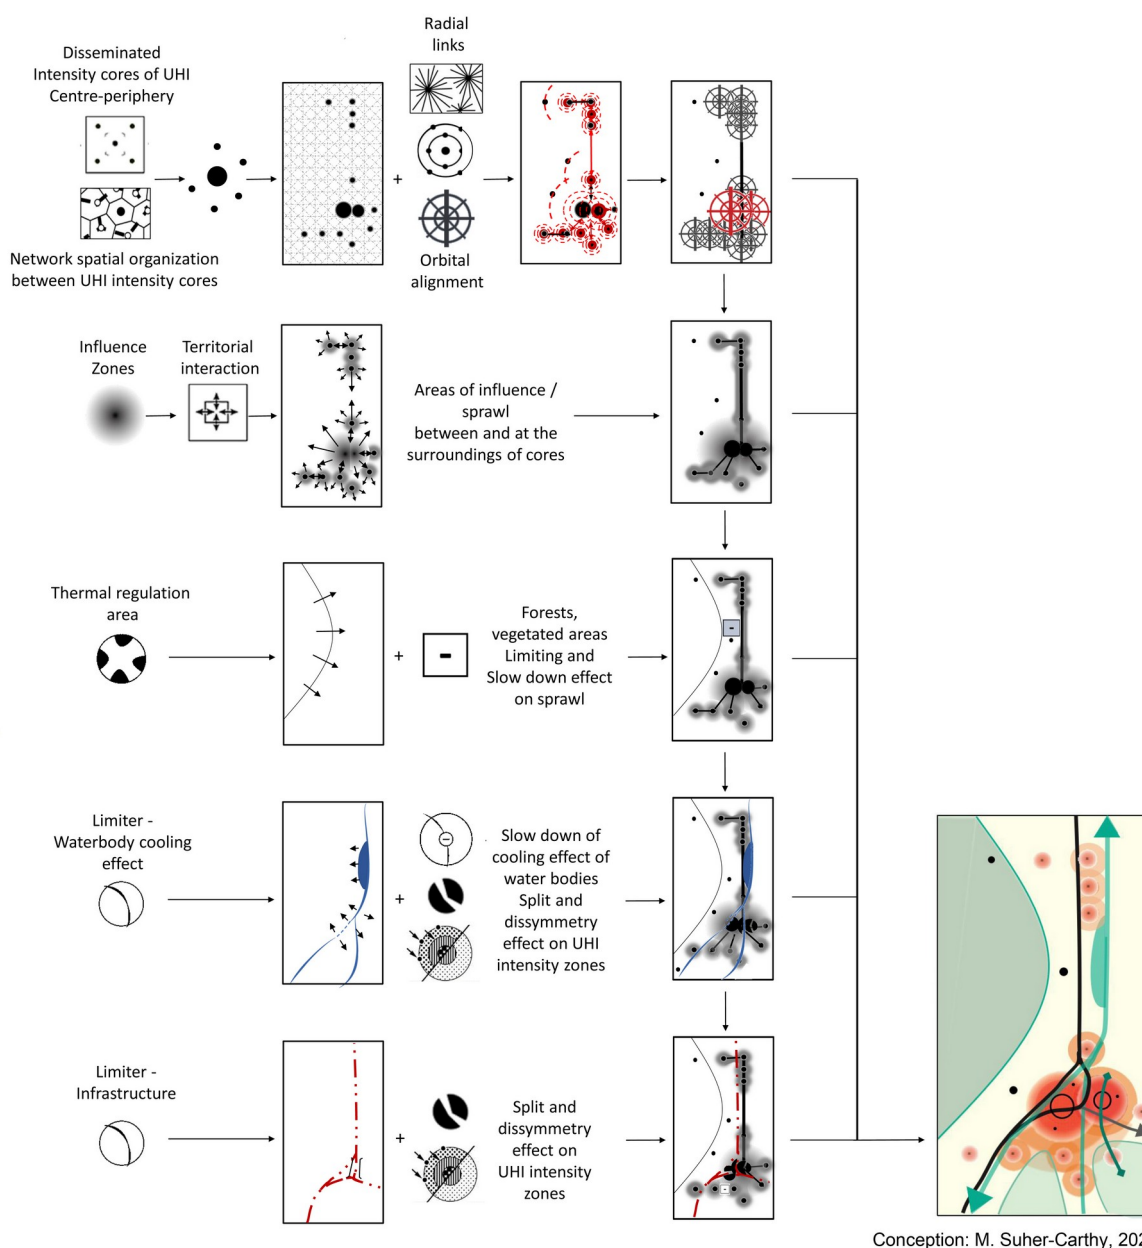 Disseminated
Intensity cores of UHI
Centre-periphery
Network spatial organization
between UHI intensity cores
+
Radial
links
Orbital
alignment
Influence
Zones
Territorial
interaction
Areas of influence /
sprawl
between and at the
surroundings of cores
Thermal regulation
area
+
-
Forests,
vegetated areas
Limiting and
Slow down effect
on sprawl
-
Limiter -
Waterbody cooling
effect
+
Slow down of
cooling effect of
water bodies
Split and
dissymmetry
effect on UHI
intensity zones
Limiter -
Infrastructure
+
Split and
dissymmetry
effect on
UHI intensity
zones
Conception: M. Suher-Carthy, 202